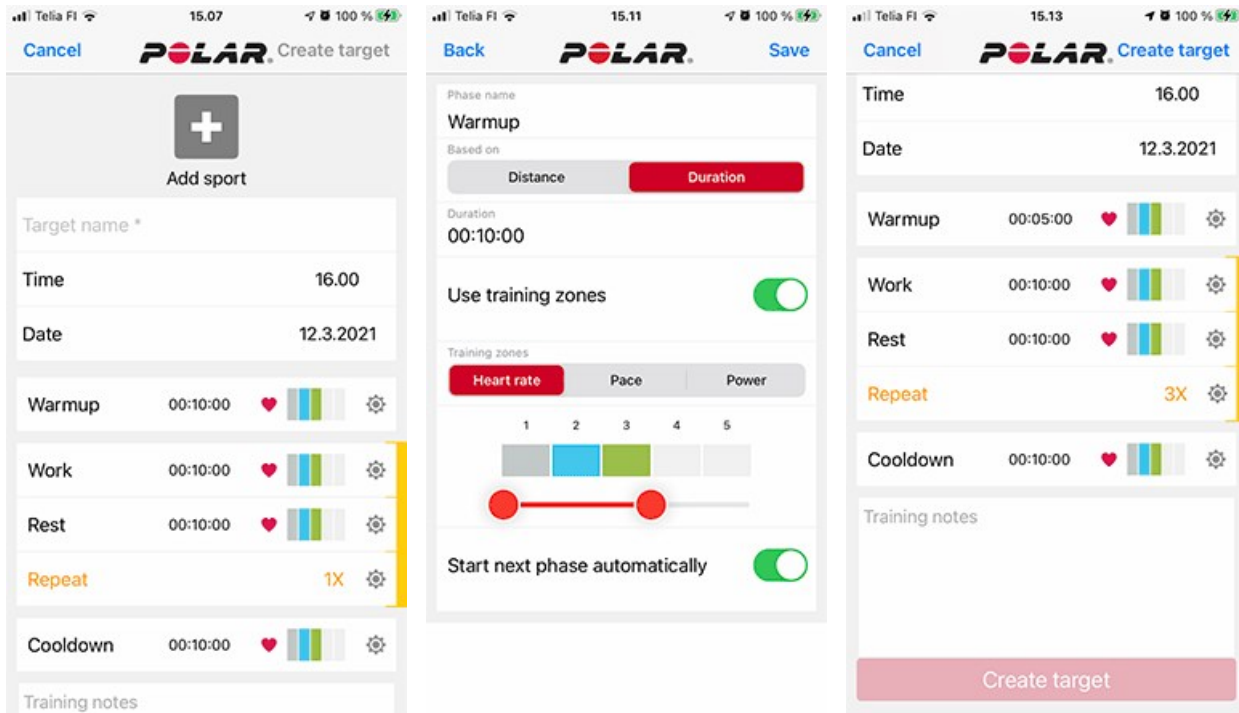 Telia FI 15.07 100 %
Cancel POLAR. Create target
Add sport
Target name *
Time 16.00
Date 12.3.2021
Warmup 00:10:00
Work 00:10:00
Rest 00:10:00
Repeat 1X
Cooldown 00:10:00
Training notes
Telia FI 15.11 100 %
Back POLAR. Save
Phase name
Warmup
Based on
Distance Duration
Duration
00:10:00
Use training zones
Training zones
Heart rate Pace Power
1 2 3 4 5
Start next phase automatically
Telia FI 15.13 100 %
Cancel POLAR. Create target
Time 16.00
Date 12.3.2021
Warmup 00:05:00
Work 00:10:00
Rest 00:10:00
Repeat 3X
Cooldown 00:10:00
Training notes
Create target